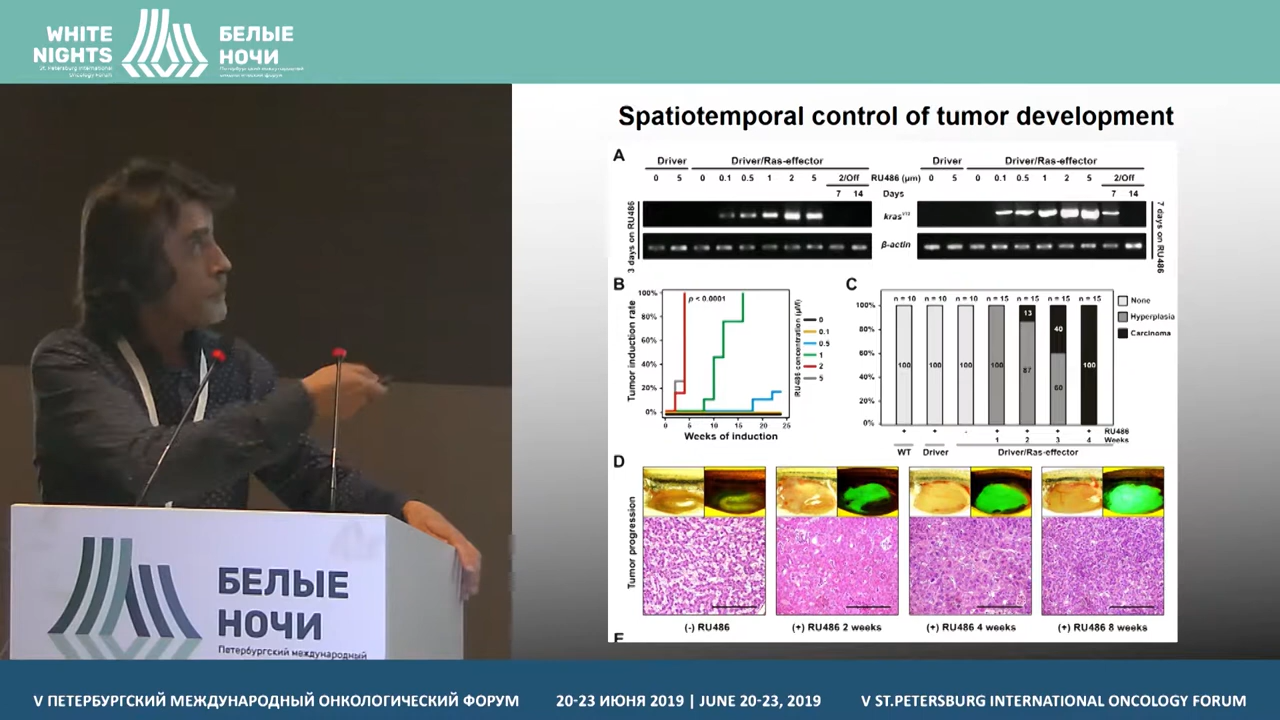 WHITE
NIGHTS
St. Petersburg International
Oncology Forum
БЕЛЫЕ
НОЧИ
Петербургский международный
онкологический форум
Spatiotemporal control of tumor development
A
Driver Driver/Ras-effector Driver Driver/Ras-effector
0 5 0 0.1 0.5 1 2 5 2/Off RU486 (µm) 0 5 0 0.1 0.5 1 2 5 2/Off
7 14 Days 7 14
3 days on RU486
kras V12
β-actin
7 days on RU486
B
Tumor induction rate
100%
80%
60%
40%
20%
0%
p < 0.0001
0 5 10 15 20 25
Weeks of induction
RU486 concentration (µM)
0
0.1
0.5
1
2
5
C
n = 10 n = 10 n = 10 n = 15 n = 15 n = 15 n = 15
100%
80%
60%
40%
20%
0%
100 100 100 100 87 13 60 40 100
None
Hyperplasia
Carcinoma
+ + - + + + + RU486
1 2 3 4 Weeks
WT Driver Driver/Ras-effector
D
Tumor progression
(-) RU486 (+) RU486 2 weeks (+) RU486 4 weeks (+) RU486 8 weeks
E
БЕЛЫЕ
НОЧИ
Петербургский международный
V ПЕТЕРБУРГСКИЙ МЕЖДУНАРОДНЫЙ ОНКОЛОГИЧЕСКИЙ ФОРУМ 20-23 ИЮНЯ 2019 | JUNE 20-23, 2019 V ST.PETERSBURG INTERNATIONAL ONCOLOGY FORUM